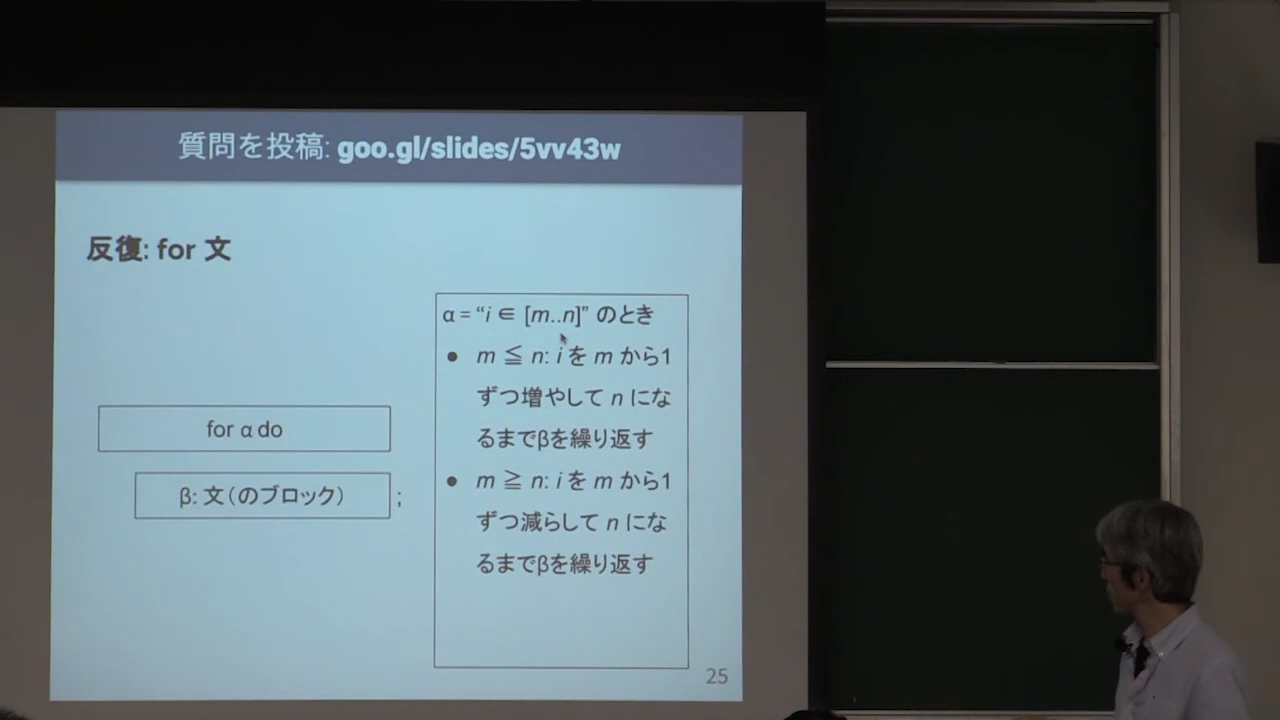 質問を投稿: goo.gl/slides/5vv43w
反復: for 文
for α do
β: 文(のブロック) ;
α = “i ∈ [m..n]” のとき
● m ≦ n: i を m から1
ずつ増やして n にな
るまでβを繰り返す
● m ≧ n: i を m から1
ずつ減らして n にな
るまでβを繰り返す
25